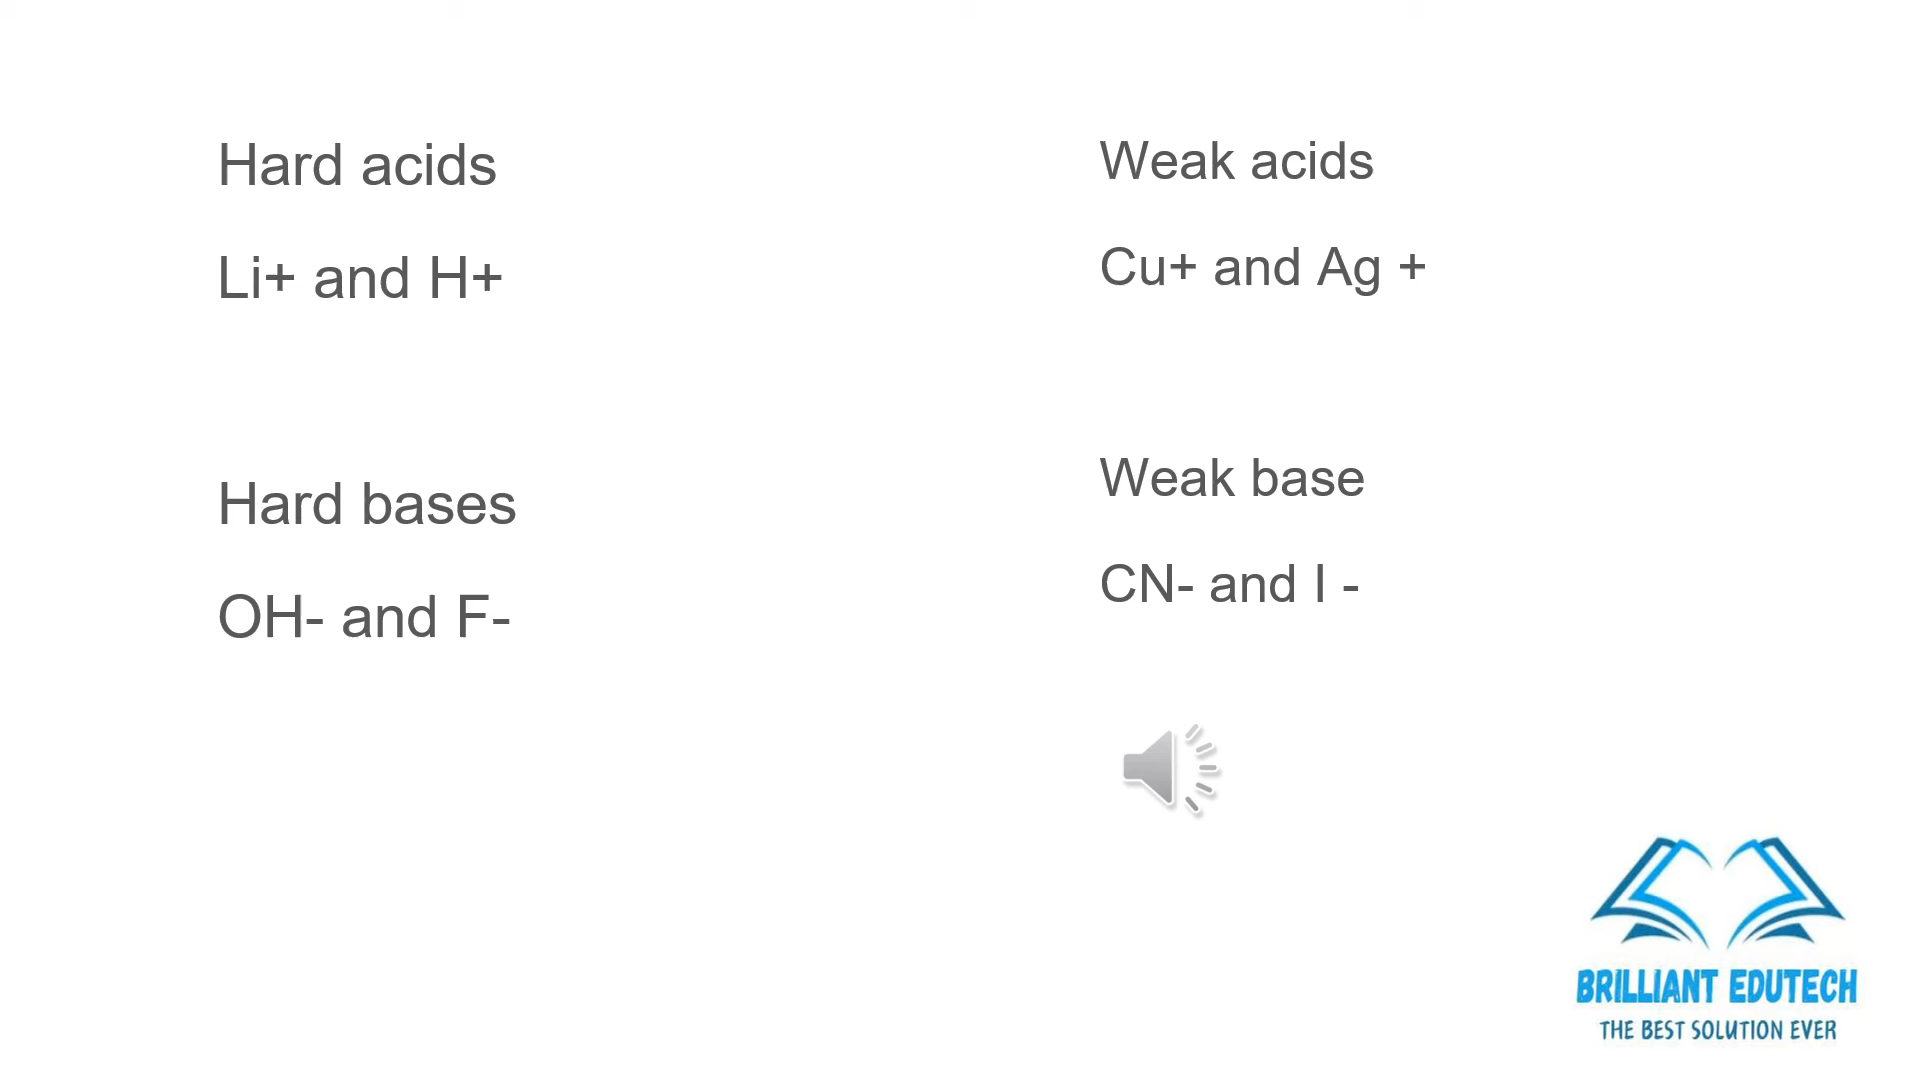 Hard acids
Li+ and H+
Hard bases
OH- and F-
Weak acids
Cu+ and Ag +
Weak base
CN- and I -
BRILLIANT EDUTECH
THE BEST SOLUTION EVER